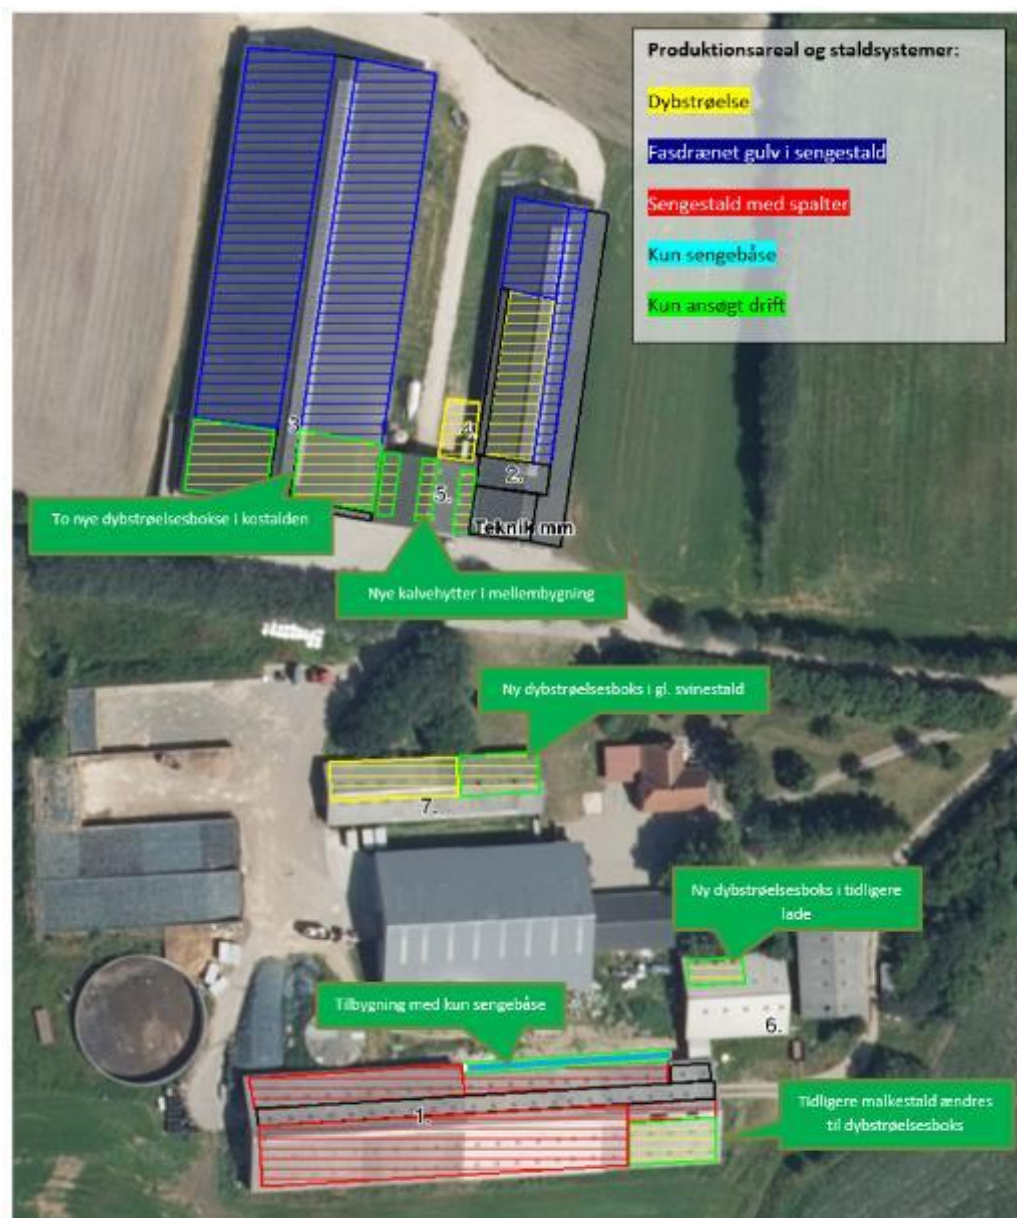 Produktionsareal og staldsystemer:
Dybstrøelse
Fasdrænet gulv i sengestald
Sengestald med spalter
Kun sengebåse
Kun ansøgt drift
3
4
2.
5.
Teknik mm
To nye dybstrøelsesbokse i kostalden
Nye kalvehytter i mellembygning
Ny dybstrøelsesboks i gl. svinestald
7.
Ny dybstrøelsesboks i tidligere
lade
Tilbygning med kun sengebåse
6.
1.
Tidligere malkestald ændres
til dybstrøelsesboks